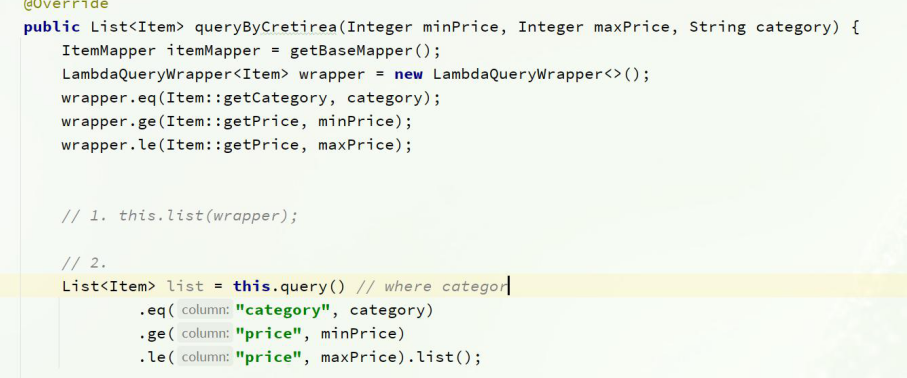 @Override
public List<Item> queryByCretirea(Integer minPrice, Integer maxPrice, String category) {
ItemMapper itemMapper = getBaseMapper();
LambdaQueryWrapper<Item> wrapper = new LambdaQueryWrapper<>();
wrapper.eq(Item::getCategory, category);
wrapper.ge(Item::getPrice, minPrice);
wrapper.le(Item::getPrice, maxPrice);
// 1. this.list(wrapper);
// 2.
List<Item> list = this.query() // where categor
.eq( column: "category", category)
.ge( column: "price", minPrice)
.le( column: "price", maxPrice).list();